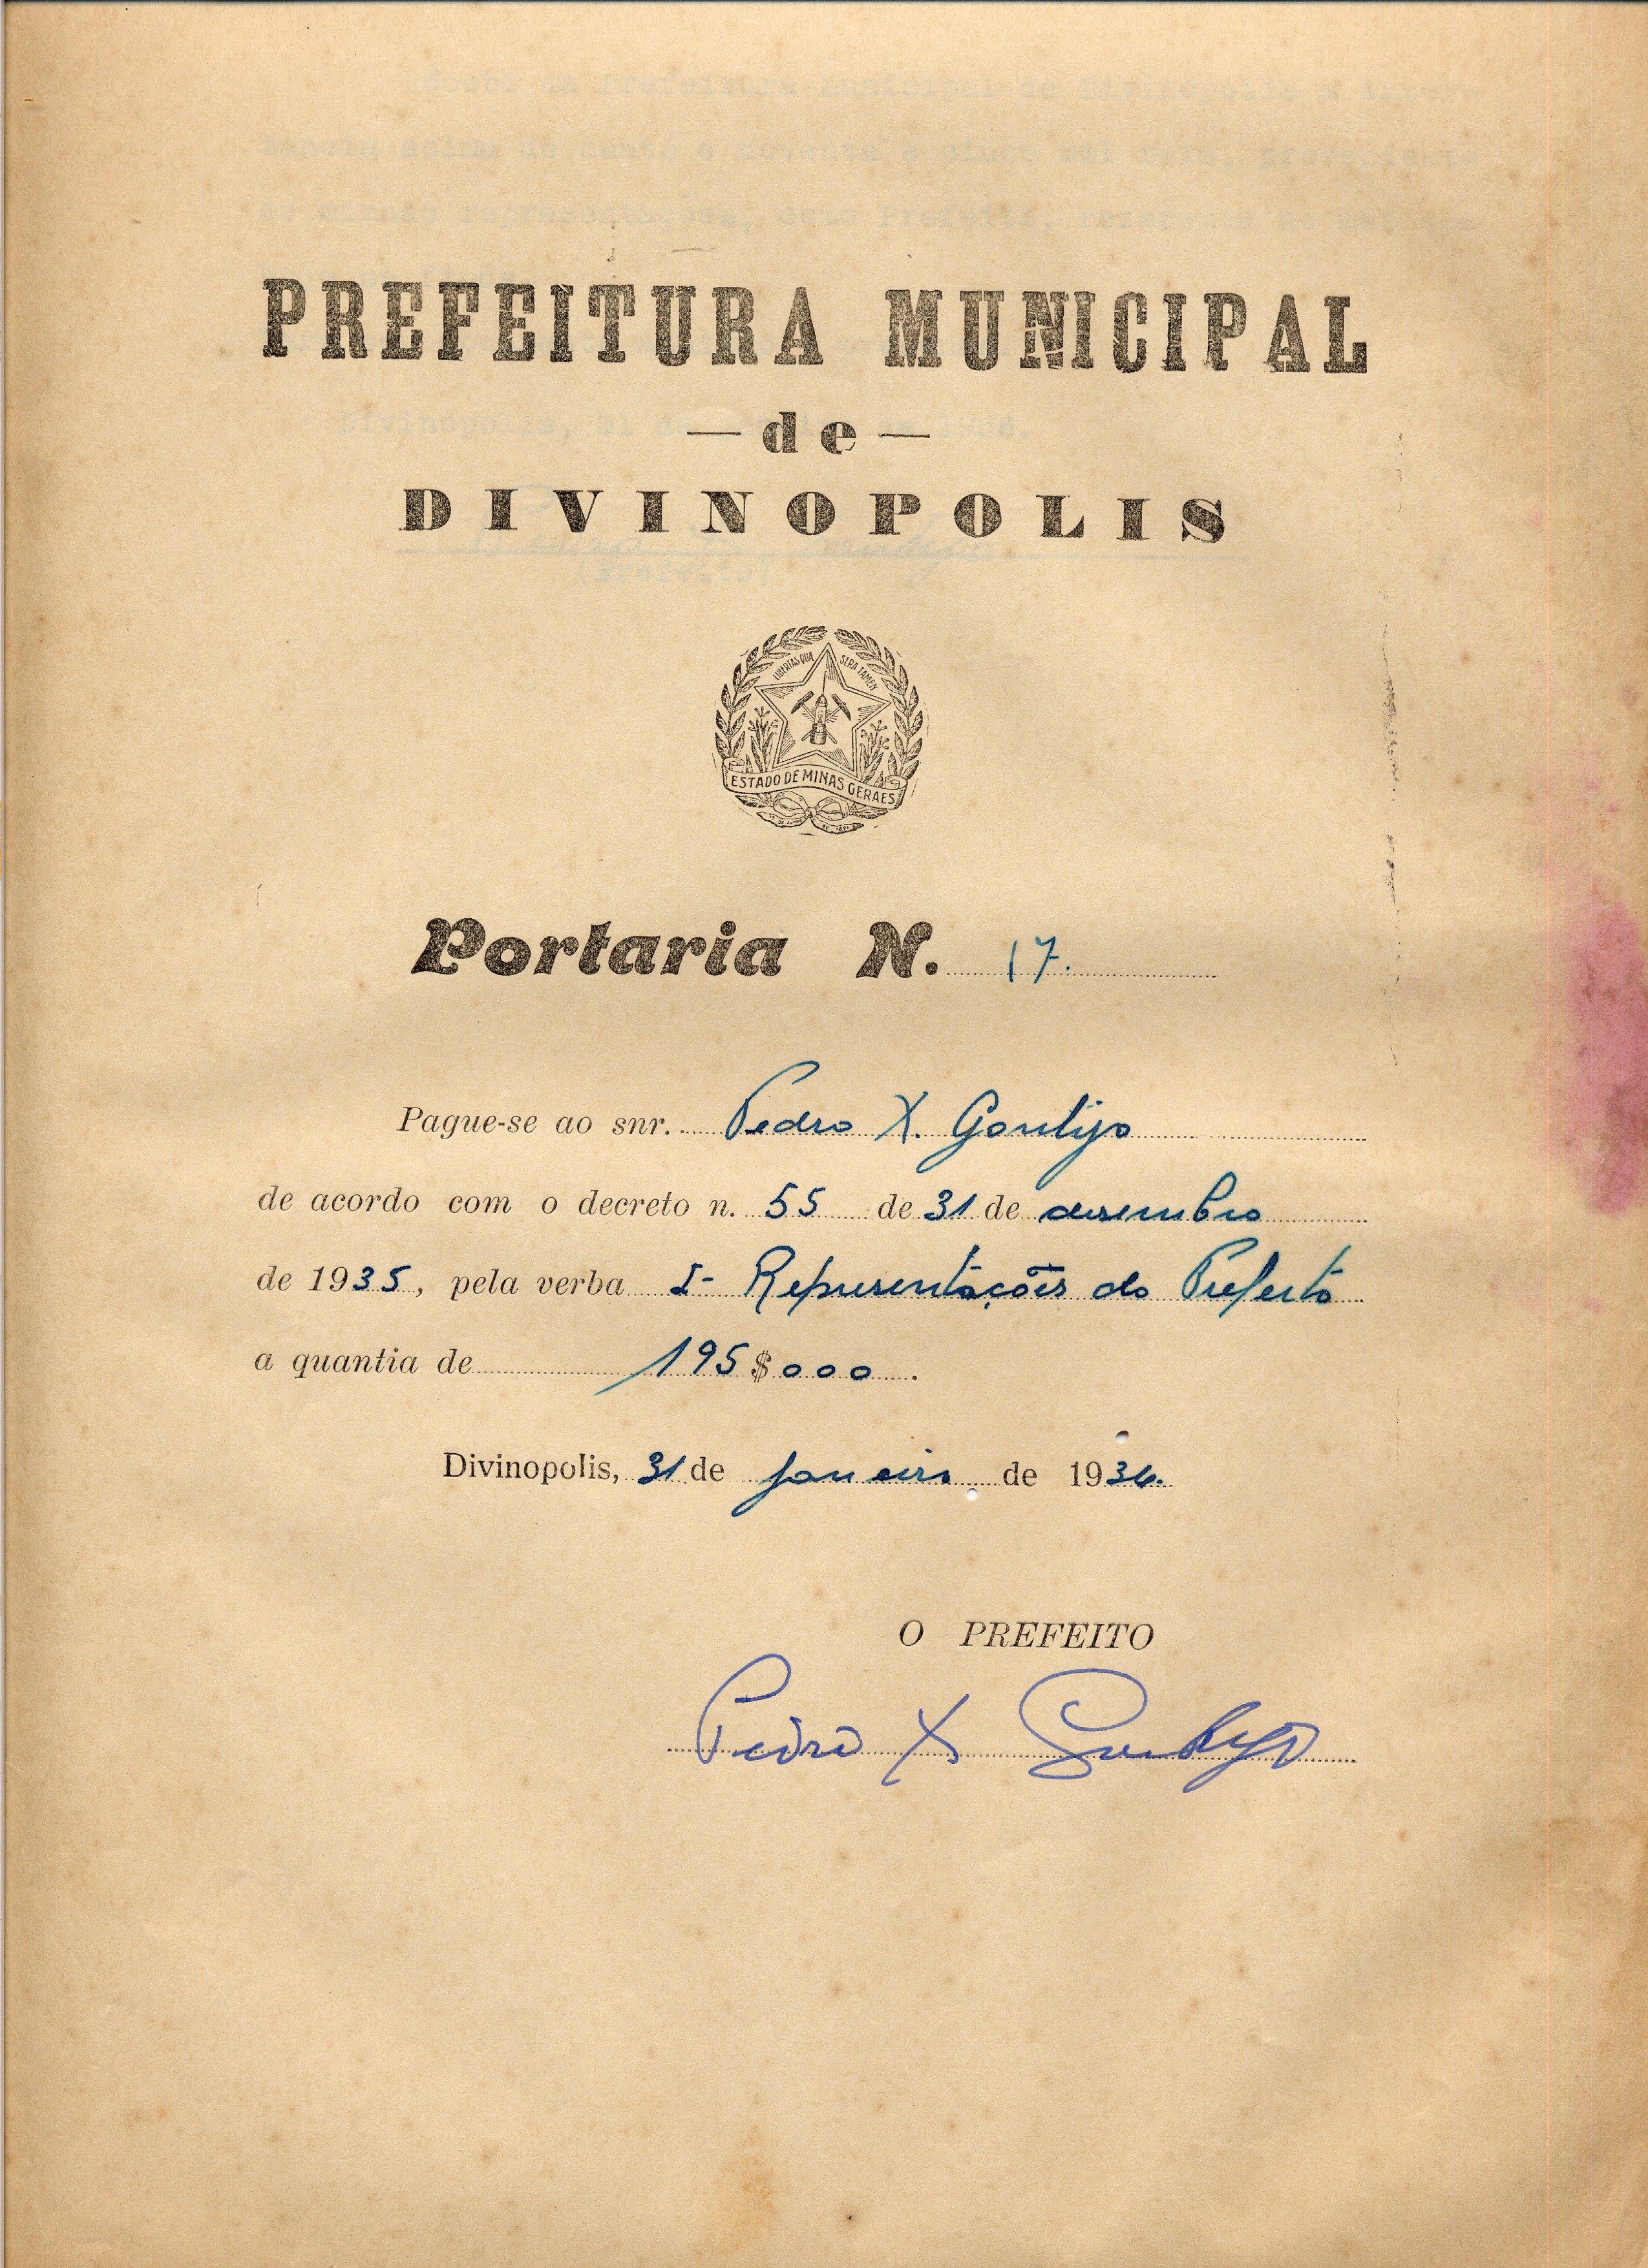 PREFEITURA MUNICIPAL
— de —
DIVINOPOLIS
LIBERTAS QUÆ SERA TAMEN
ESTADO DE MINAS GERAES
Portaria N. 17.
Pague-se ao snr. Pedro X. Gontijo
de acordo com o decreto n. 55 de 31 de desembro
de 1935, pela verba I- Representações do Prefeito
a quantia de 195$000.
Divinopolis, 31 de Janeiro de 1936.
O PREFEITO
Pedro X Gontijo